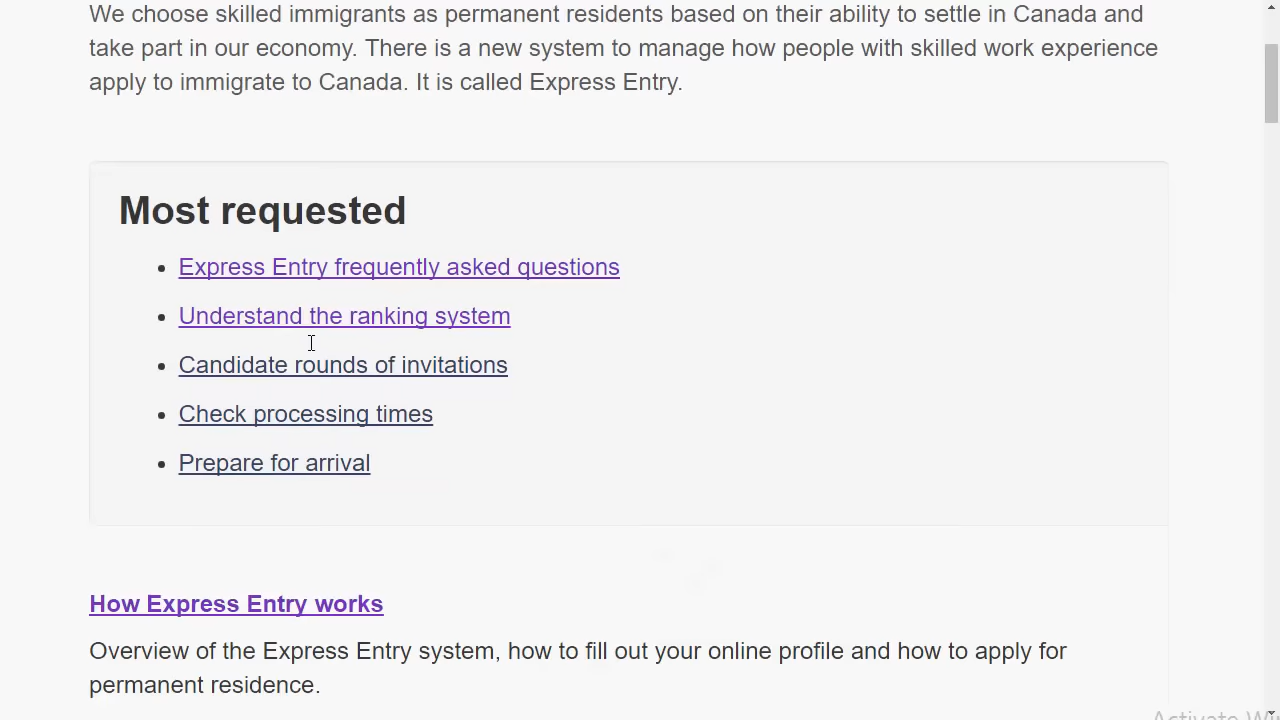 We choose skilled immigrants as permanent residents based on their ability to settle in Canada and
take part in our economy. There is a new system to manage how people with skilled work experience
apply to immigrate to Canada. It is called Express Entry.
Most requested
Express Entry frequently asked questions
Understand the ranking system
Candidate rounds of invitations
Check processing times
Prepare for arrival
How Express Entry works
Overview of the Express Entry system, how to fill out your online profile and how to apply for
permanent residence.
Activate